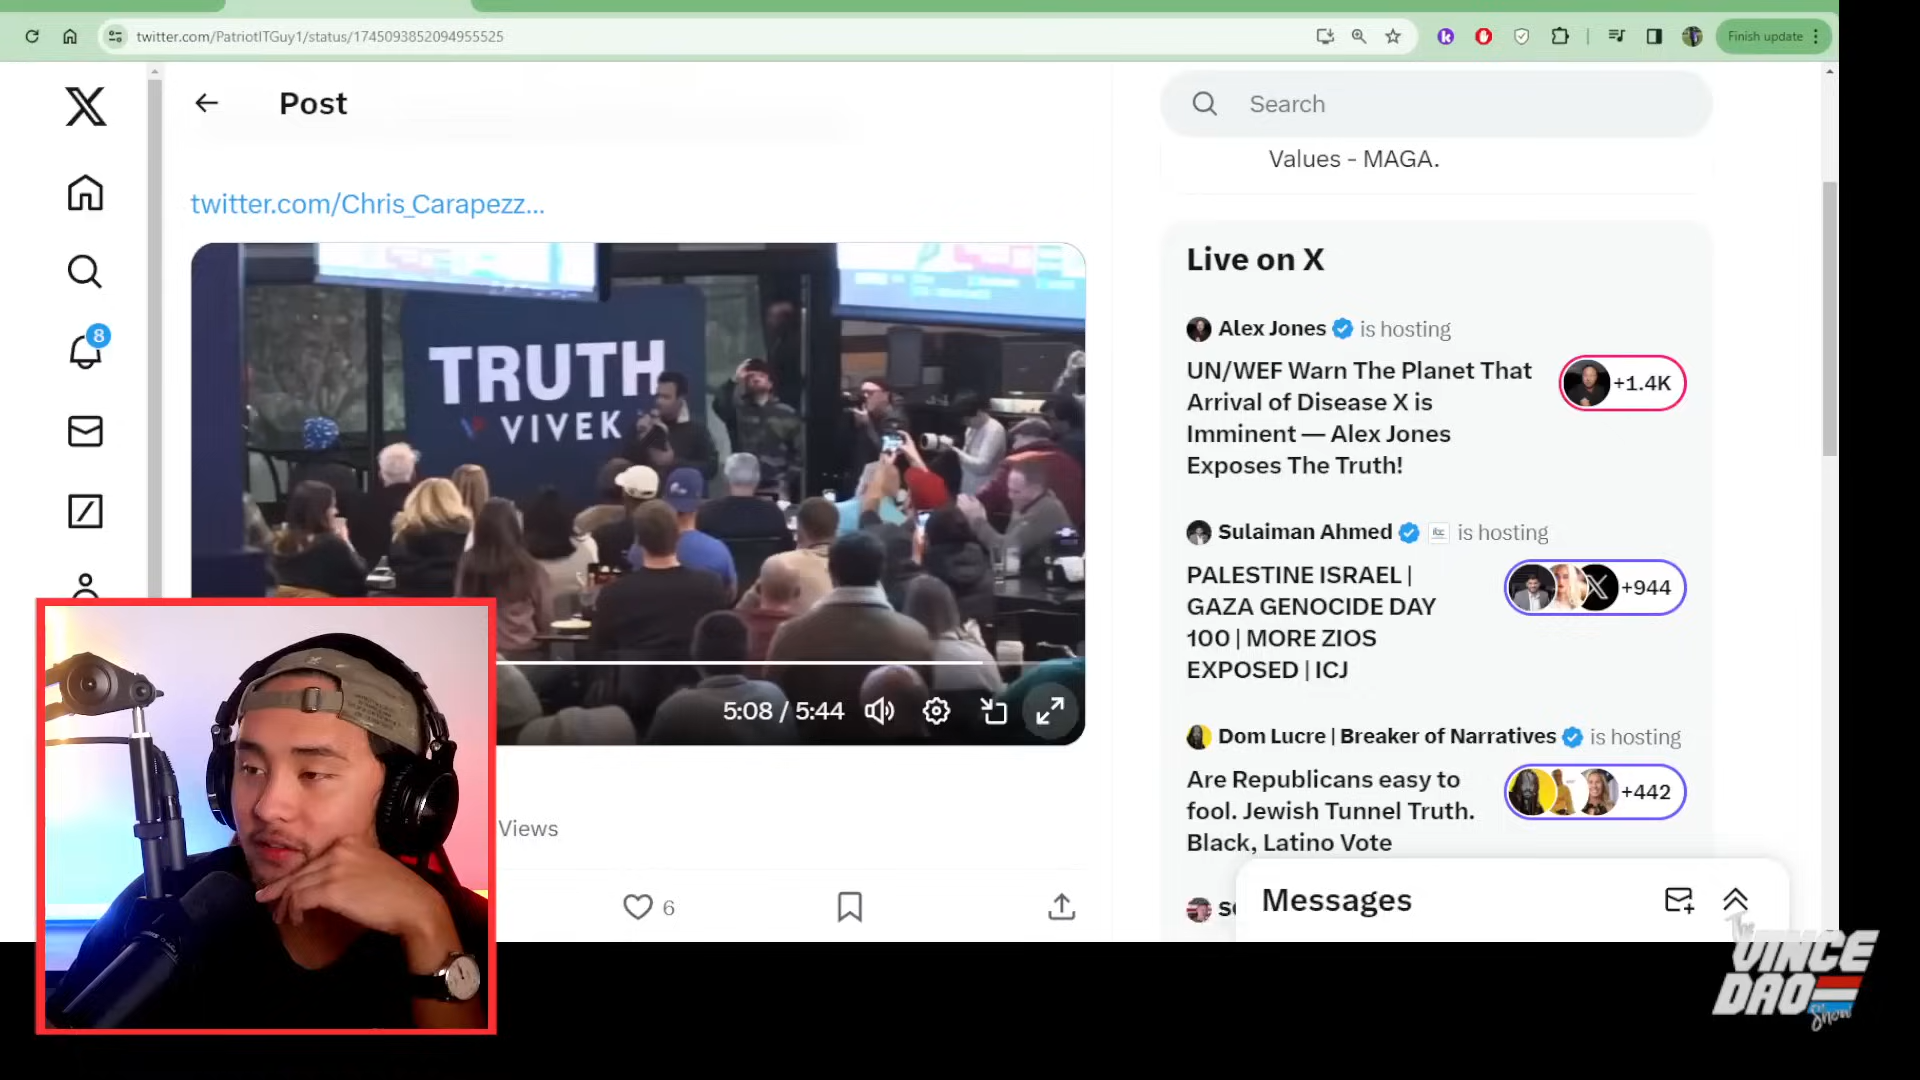 twitter.com/PatriotITGuy1/status/1745093852094955525
Finish update
Post
Search
Values - MAGA.
twitter.com/Chris_Carapezz...
TRUTH
VIVEK
5:08 / 5:44
Views
6
8
Live on X
Alex Jones is hosting
UN/WEF Warn The Planet That
Arrival of Disease X is
Imminent — Alex Jones
Exposes The Truth!
+1.4K
Sulaiman Ahmed is hosting
PALESTINE ISRAEL |
GAZA GENOCIDE DAY
100 | MORE ZIOS
EXPOSED | ICJ
+944
Dom Lucre | Breaker of Narratives is hosting
Are Republicans easy to
fool. Jewish Tunnel Truth.
Black, Latino Vote
+442
Messages
The
VINCE
DAO
Show